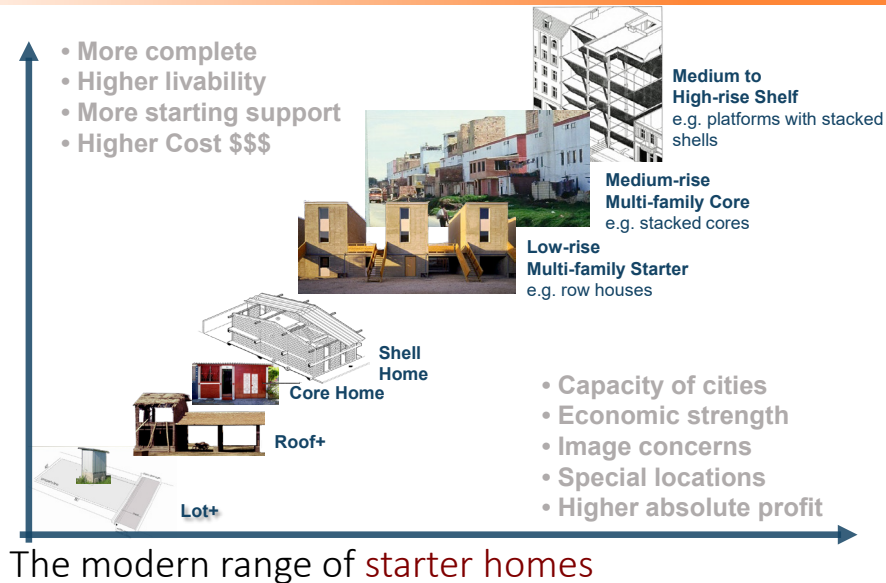 • More complete
• Higher livability
• More starting support
• Higher Cost $$$
Medium to
High-rise Shelf
e.g. platforms with stacked
shells
Medium-rise
Multi-family Core
e.g. stacked cores
Low-rise
Multi-family Starter
e.g. row houses
Shell
Home
Core Home
Roof+
Lot+
• Capacity of cities
• Economic strength
• Image concerns
• Special locations
• Higher absolute profit
The modern range of starter homes